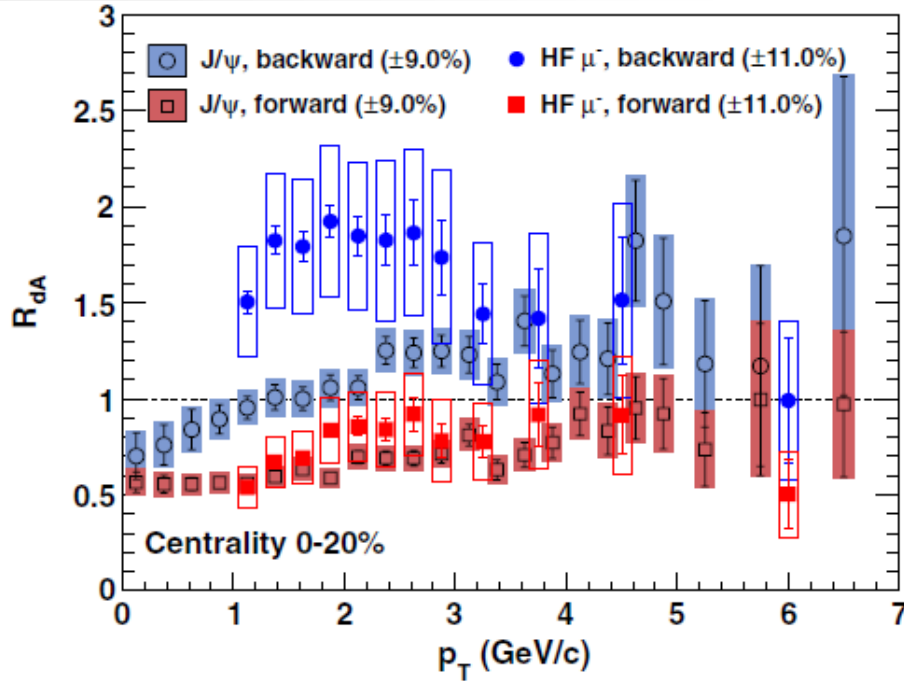 3
2.5
2
1.5
1
0.5
0
R_dA
J/ψ, backward (±9.0%)
HF μ⁻, backward (±11.0%)
J/ψ, forward (±9.0%)
HF μ⁻, forward (±11.0%)
Centrality 0-20%
0 1 2 3 4 5 6 7
p_T (GeV/c)